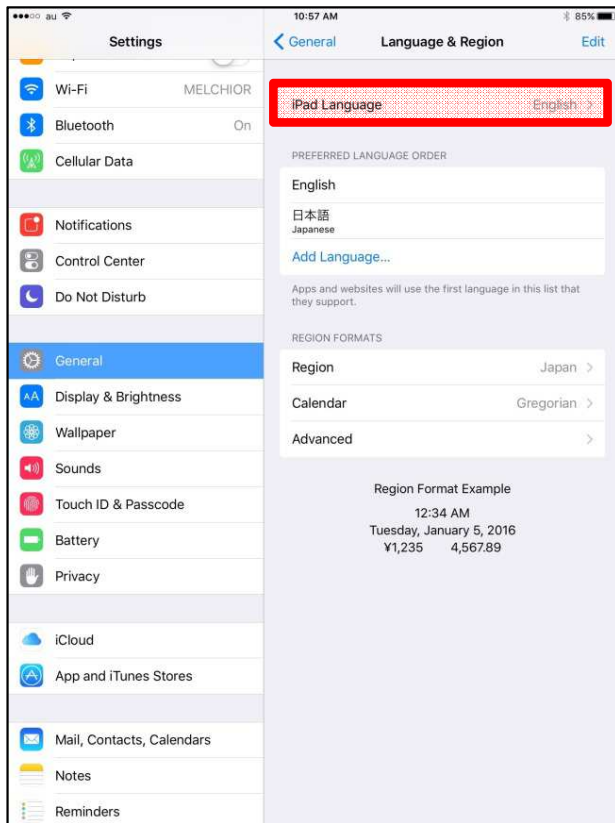 au 10:57 AM 85%
Settings
General Language & Region Edit
Wi-Fi MELCHIOR
Bluetooth On
Cellular Data
Notifications
Control Center
Do Not Disturb
General
Display & Brightness
Wallpaper
Sounds
Touch ID & Passcode
Battery
Privacy
iCloud
App and iTunes Stores
Mail, Contacts, Calendars
Notes
Reminders
iPad Language English
PREFERRED LANGUAGE ORDER
English
日本語
Japanese
Add Language...
Apps and websites will use the first language in this list that
they support.
REGION FORMATS
Region Japan
Calendar Gregorian
Advanced
Region Format Example
12:34 AM
Tuesday, January 5, 2016
¥1,235 4,567.89